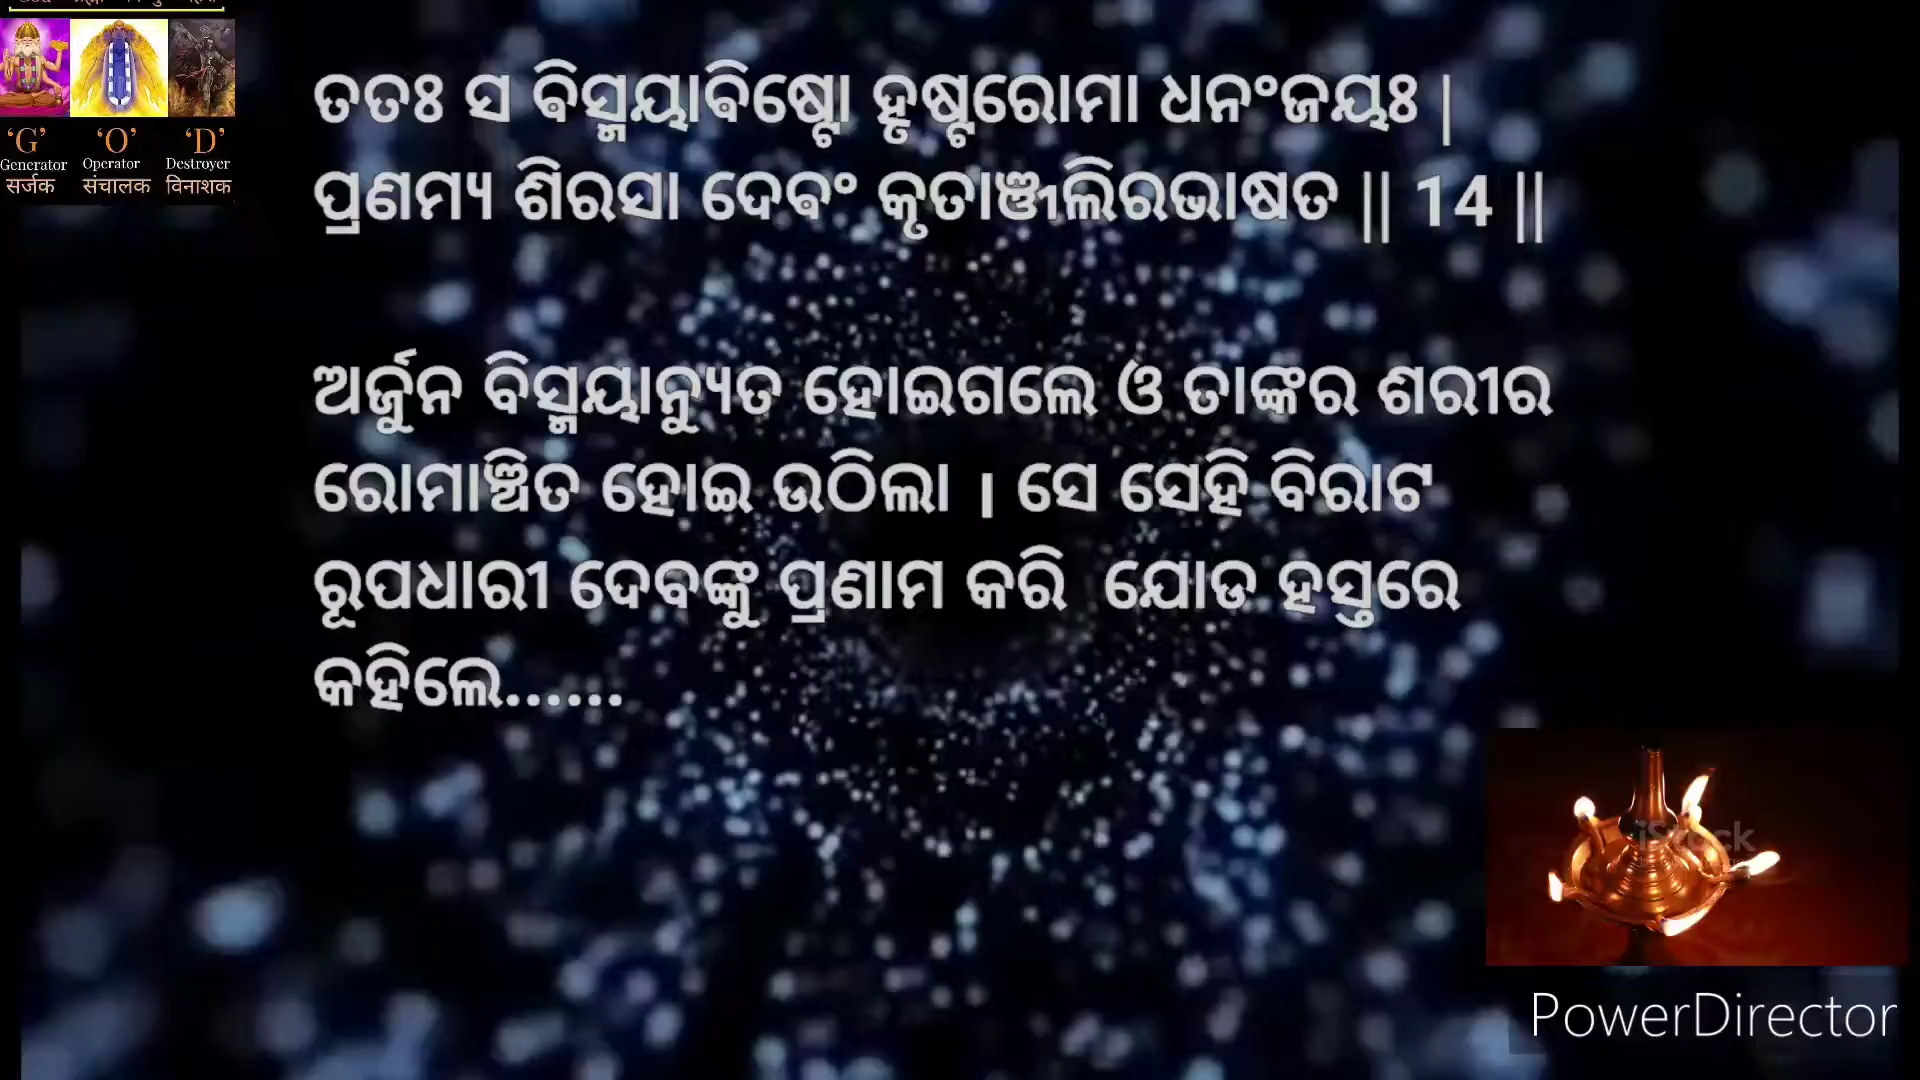 'G' 'O' 'D'
Generator Operator Destroyer
सर्जक संचालक विनाशक
ତତଃ ସ ଵିସ୍ମୟାଵିଷ୍ଟୋ ହୃଷ୍ଟରୋମା ଧନଂଜୟଃ |
ପ୍ରଣମ୍ୟ ଶିରସା ଦେଵଂ କୃତାଞ୍ଜଲିରଭାଷତ || 14 ||
ଅର୍ଜୁନ ବିସ୍ମୟାନ୍ୟୁତ ହୋଇଗଲେ ଓ ତାଙ୍କର ଶରୀର
ରୋମାଞ୍ଚିତ ହୋଇ ଉଠିଲା । ସେ ସେହି ବିରାଟ
ରୂପଧାରୀ ଦେବଙ୍କୁ ପ୍ରଣାମ କରି ଯୋଡ ହସ୍ତରେ
କହିଲେ......
iStock
PowerDirector